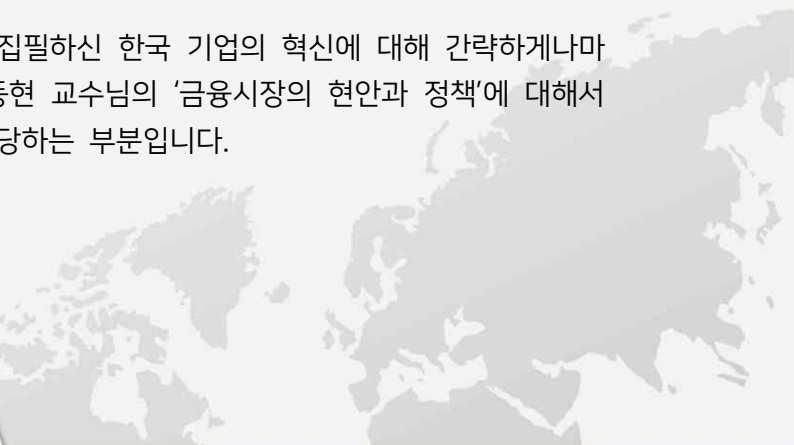 집필하신 한국 기업의 혁신에 대해 간략하게나마
현 교수님의 ‘금융시장의 현안과 정책’에 대해서
당하는 부분입니다.